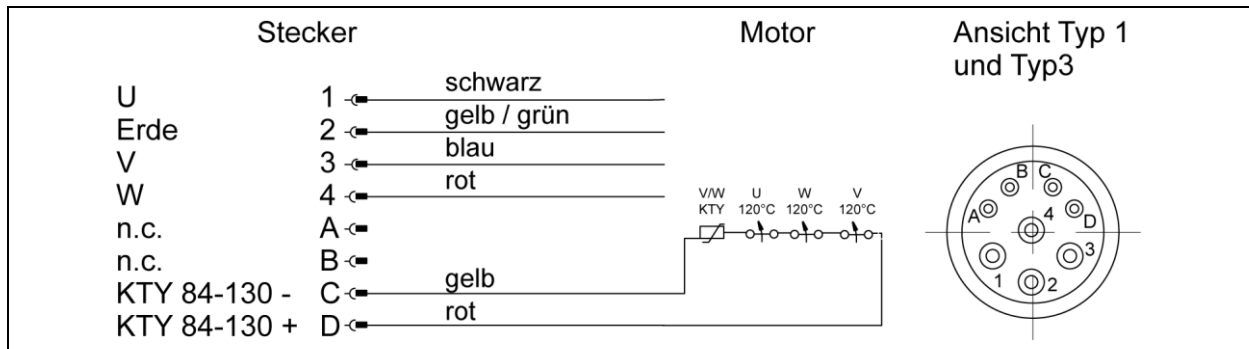 Stecker Motor Ansicht Typ 1
und Typ3
U 1 schwarz
Erde 2 gelb / grün
V 3 blau
W 4 rot
n.c. A
n.c. B
KTY 84-130 - C gelb
KTY 84-130 + D rot
V/W U W V
KTY 120°C 120°C 120°C
B C
A D
4
3
1 2